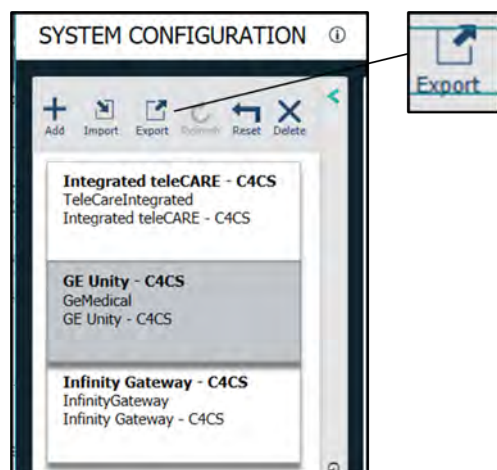 SYSTEM CONFIGURATION
Add Import Export Refresh Reset Delete
Integrated teleCARE - C4CS
TeleCareIntegrated
Integrated teleCARE - C4CS
GE Unity - C4CS
GeMedical
GE Unity - C4CS
Infinity Gateway - C4CS
InfinityGateway
Infinity Gateway - C4CS
Export